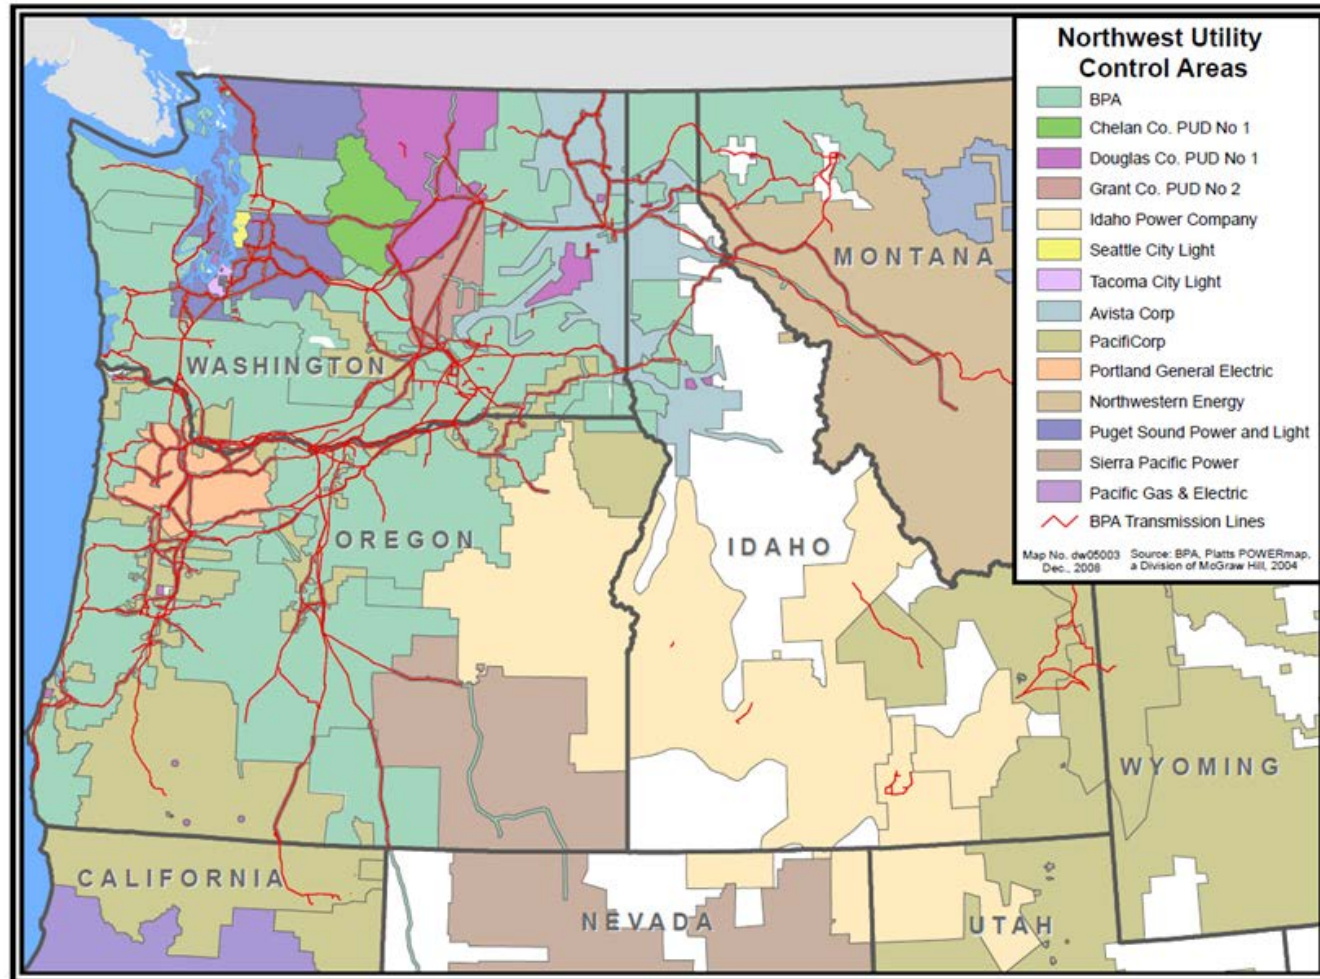 Northwest Utility
Control Areas
BPA
Chelan Co. PUD No 1
Douglas Co. PUD No 1
Grant Co. PUD No 2
Idaho Power Company
Seattle City Light
Tacoma City Light
Avista Corp
PacifiCorp
Portland General Electric
Northwestern Energy
Puget Sound Power and Light
Sierra Pacific Power
Pacific Gas & Electric
BPA Transmission Lines
Map No. dw05003 Source: BPA, Platts POWERmap,
Dec., 2008 a Division of McGraw Hill, 2004
MONTANA
WASHINGTON
OREGON
IDAHO
WYOMING
CALIFORNIA
NEVADA
UTAH